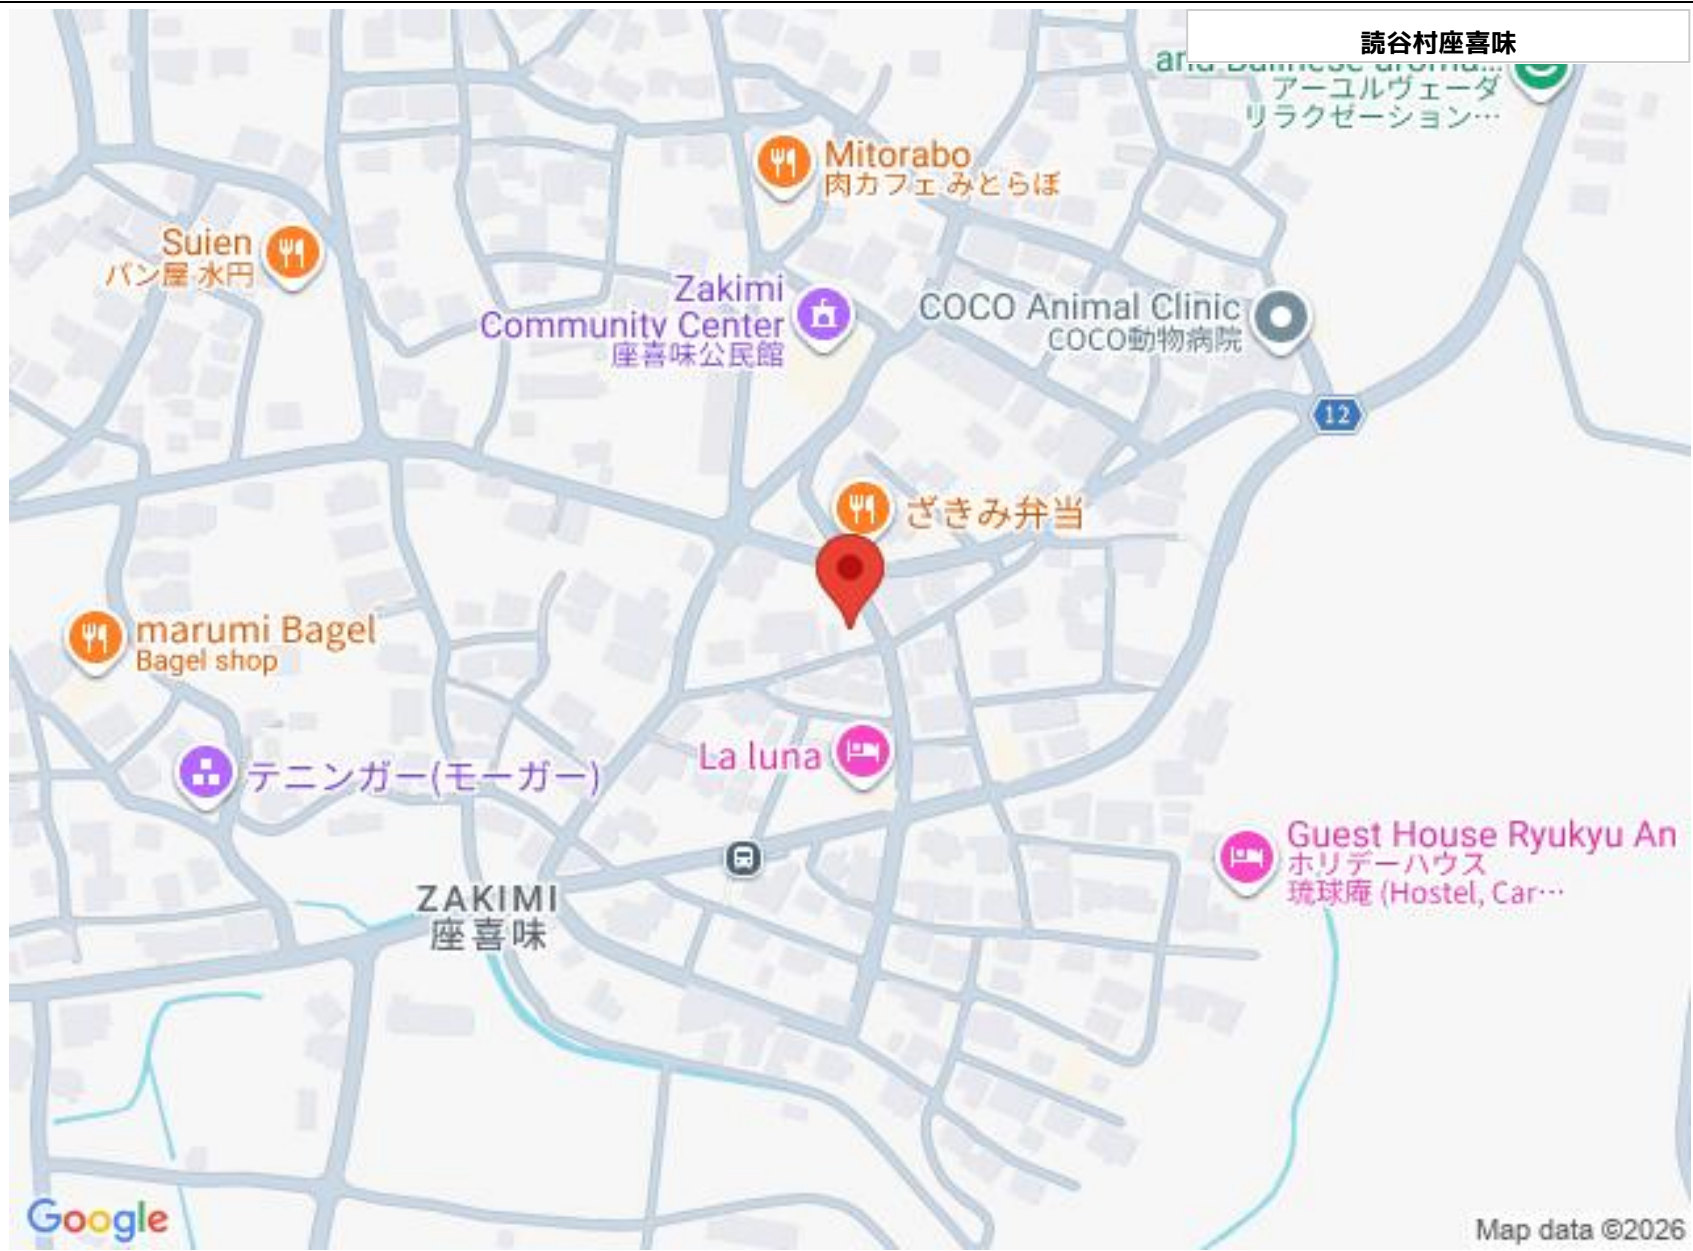 読谷村座喜味
アーユルヴェーダ
リラクゼーション…
Mitorabo
肉カフェ みとらぼ
Suien
パン屋 水円
Zakimi
Community Center
座喜味公民館
COCO Animal Clinic
COCO動物病院
12
ざきみ弁当
marumi Bagel
Bagel shop
La luna
テニンガー(モーガー)
Guest House Ryukyu An
ホリデーハウス
琉球庵 (Hostel, Car…
ZAKIMI
座喜味
Google
Map data ©2026